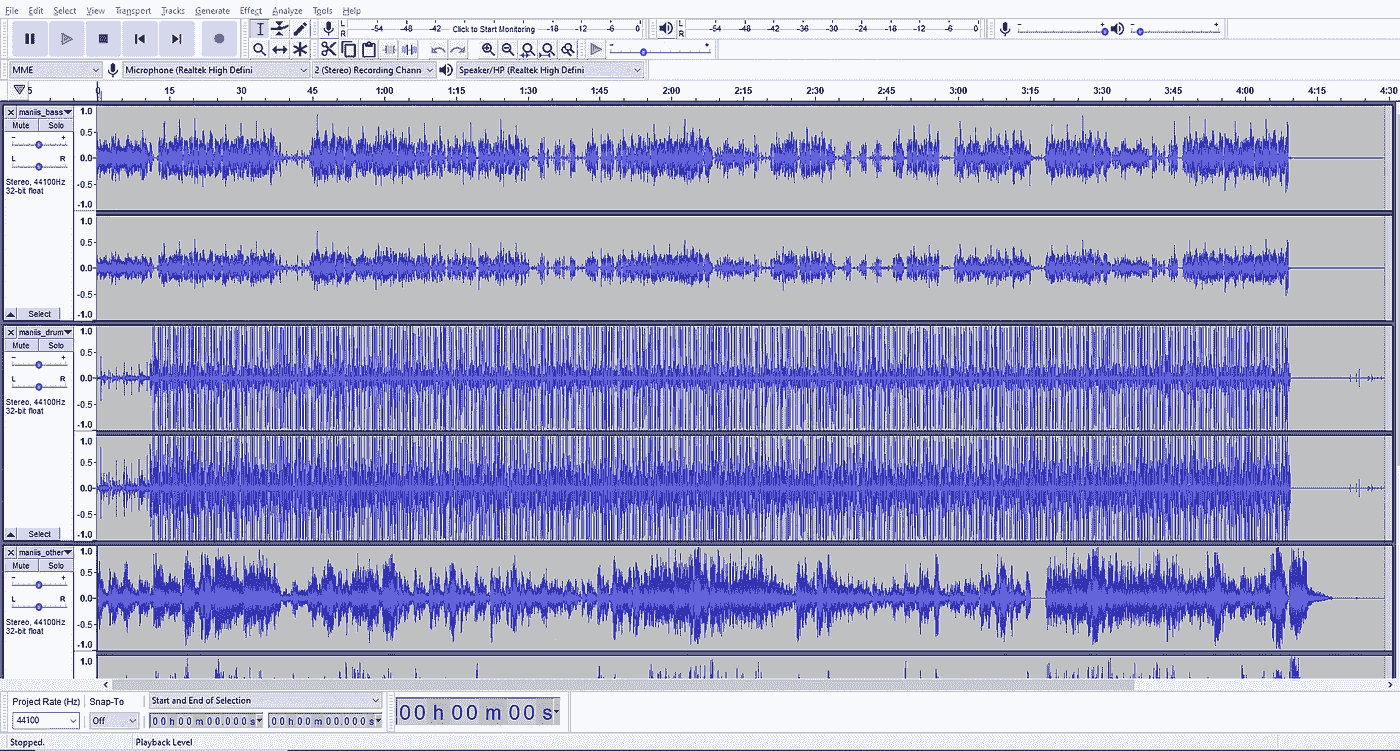 File Edit Select View Transport Tracks Generate Effect Analyze Tools Help
L R -54 -48 -42 Click to Start Monitoring -18 -12 -6 0 L R -54 -48 -42 -36 -30 -24 -18 -12 -6 0 - + - +
- +
MME Microphone (Realtek High Defini 2 (Stereo) Recording Chann Speaker/HP (Realtek High Defini
5 0 15 30 45 1:00 1:15 1:30 1:45 2:00 2:15 2:30 2:45 3:00 3:15 3:30 3:45 4:00 4:15 4:30
maniis_bass 1.0
Mute Solo
- + 0.5
L R 0.0
Stereo, 44100Hz -0.5
32-bit float
-1.0
1.0
0.5
0.0
-0.5
Select -1.0
maniis_drum 1.0
Mute Solo
- + 0.5
L R 0.0
Stereo, 44100Hz -0.5
32-bit float
-1.0
1.0
0.5
0.0
-0.5
Select -1.0
maniis_other 1.0
Mute Solo
- + 0.5
L R 0.0
Stereo, 44100Hz -0.5
32-bit float
-1.0
1.0
Project Rate (Hz) Snap-To Start and End of Selection
44100 Off 00 h 00 m 00.000 s 00 h 00 m 00.000 s 00 h 00 m 00 s
Stopped. Playback Level